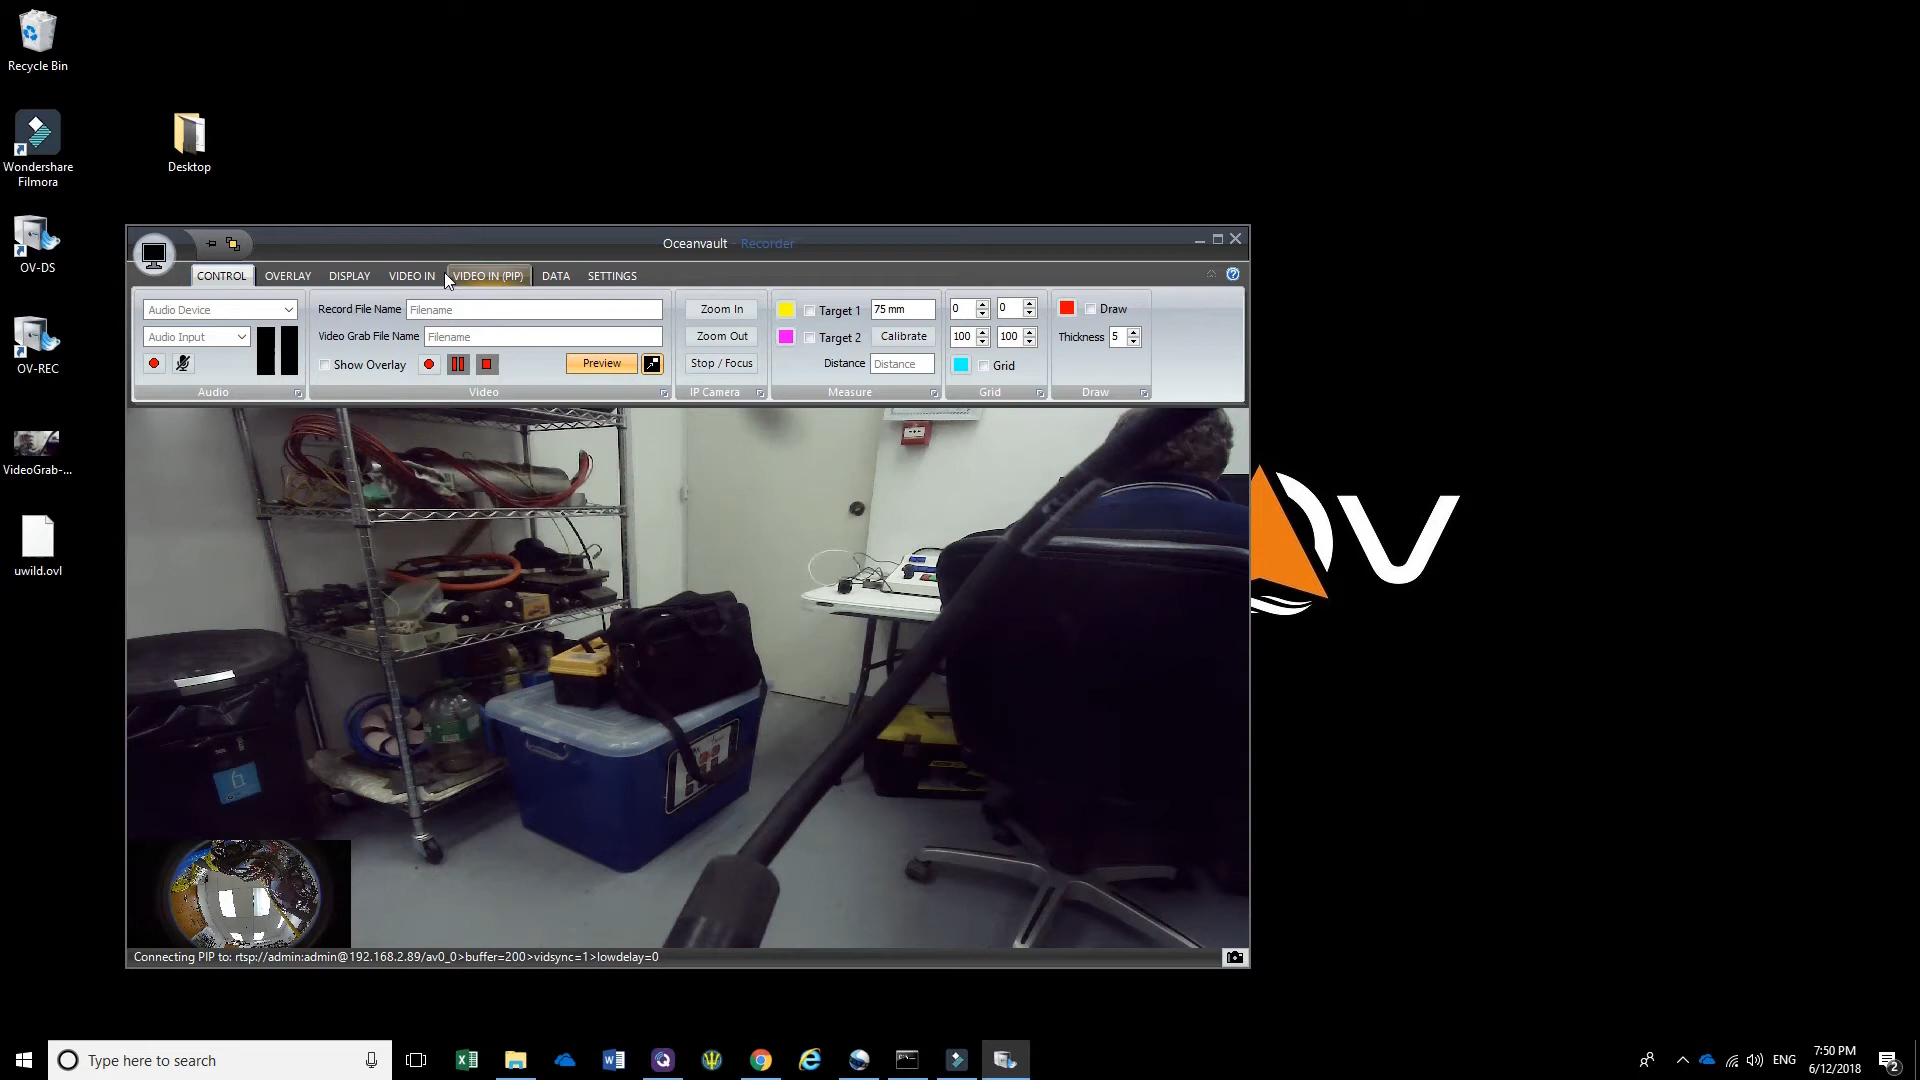 Recycle Bin
Wondershare
Filmora
Desktop
OV-DS
OV-REC
VideoGrab-...
uwild.ovl
Oceanvault - Recorder
CONTROL OVERLAY DISPLAY VIDEO IN VIDEO IN (PIP) DATA SETTINGS
Audio Device
Audio Input
Audio
Record File Name Filename
Video Grab File Name Filename
Show Overlay Preview
Video
Zoom In
Zoom Out
Stop / Focus
IP Camera
Target 1 75 mm
Target 2 Calibrate
Distance Distance
Measure
0 0
100 100
Grid
Grid
Draw
Thickness 5
Draw
6
V
Connecting PIP to: rtsp://admin:admin@192.168.2.89/av0_0>buffer=200>vidsync=1>lowdelay=0
Type here to search
ENG
7:50 PM
6/12/2018
2